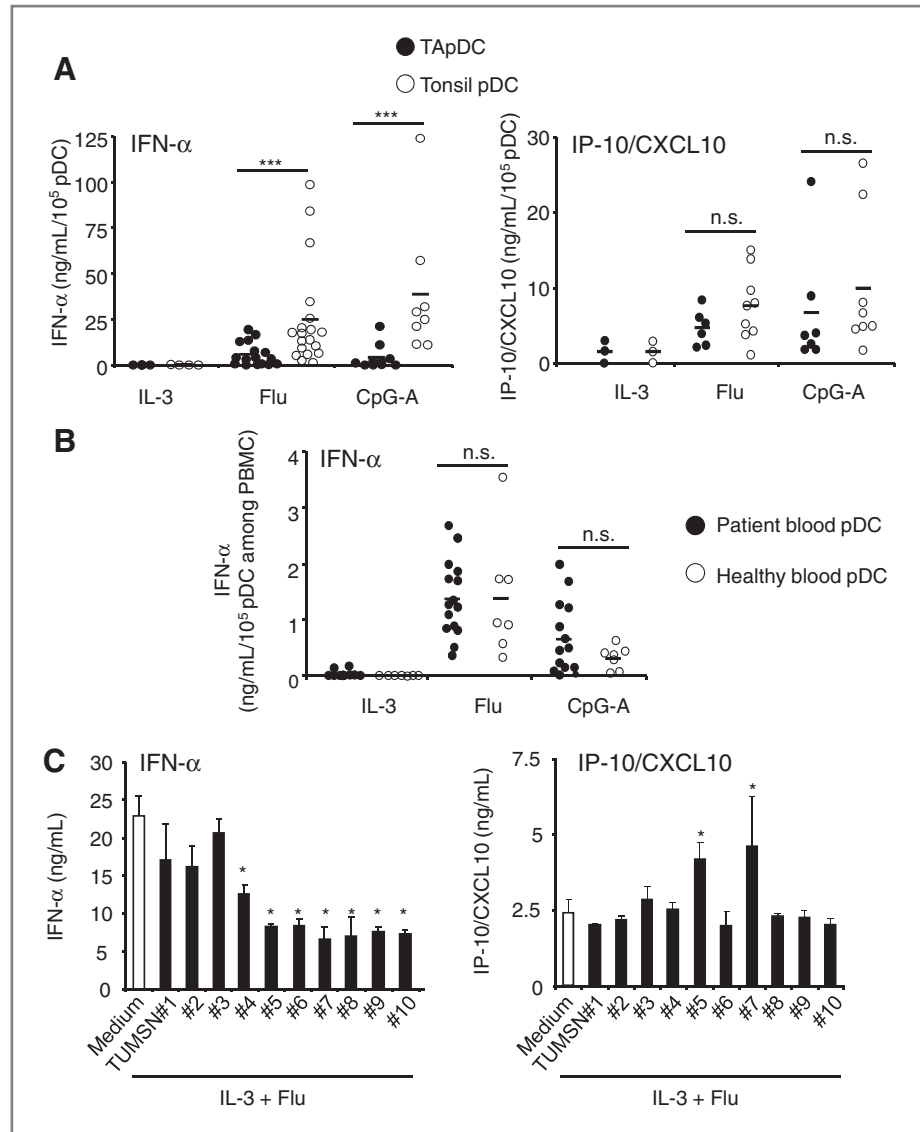 TApDC
Tonsil pDC
A
IFN-α
***
***
IFN-α (ng/mL/10⁵ pDC)
125
100
75
50
25
0
IL-3
Flu
CpG-A
IP-10/CXCL10
n.s.
n.s.
IP-10/CXCL10 (ng/mL/10⁵ pDC)
30
20
10
0
IL-3
Flu
CpG-A
B
IFN-α
n.s.
n.s.
IFN-α
(ng/mL/10⁵ pDC among PBMC)
4
3
2
1
0
IL-3
Flu
CpG-A
Patient blood pDC
Healthy blood pDC
C
IFN-α
IFN-α (ng/mL)
30
25
20
15
10
5
0
* * * * * * *
Medium
TUMSN#1
#2
#3
#4
#5
#6
#7
#8
#9
#10
IL-3 + Flu
IP-10/CXCL10
IP-10/CXCL10 (ng/mL)
7.5
5
2.5
0
* *
Medium
TUMSN#1
#2
#3
#4
#5
#6
#7
#8
#9
#10
IL-3 + Flu